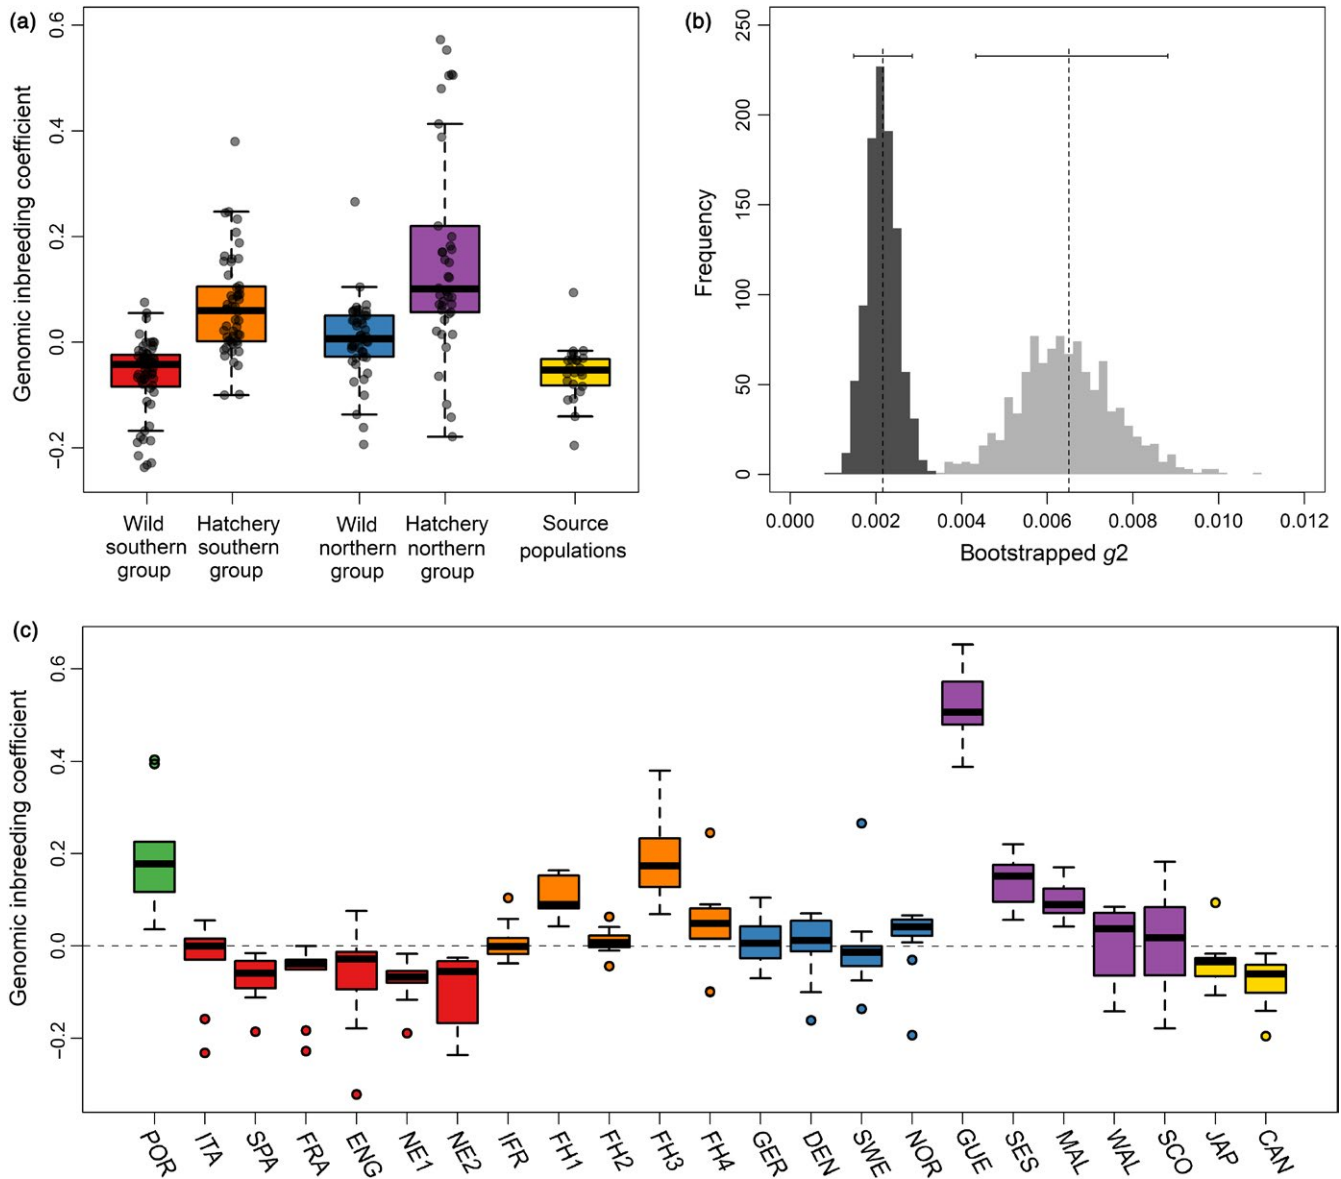 (a)
Genomic inbreeding coefficient
0.6
0.4
0.2
0.0
−0.2
Wild southern group
Hatchery southern group
Wild northern group
Hatchery northern group
Source populations
(b)
Frequency
250
200
150
100
50
0
0.000 0.002 0.004 0.006 0.008 0.010 0.012
Bootstrapped g2
(c)
Genomic inbreeding coefficient
0.6
0.4
0.2
0.0
−0.2
POR ITA SPA FRA ENG NE1 NE2 IFR FH1 FH2 FH3 FH4 GER DEN SWE NOR GUE SES MAL WAL SCO JAP CAN